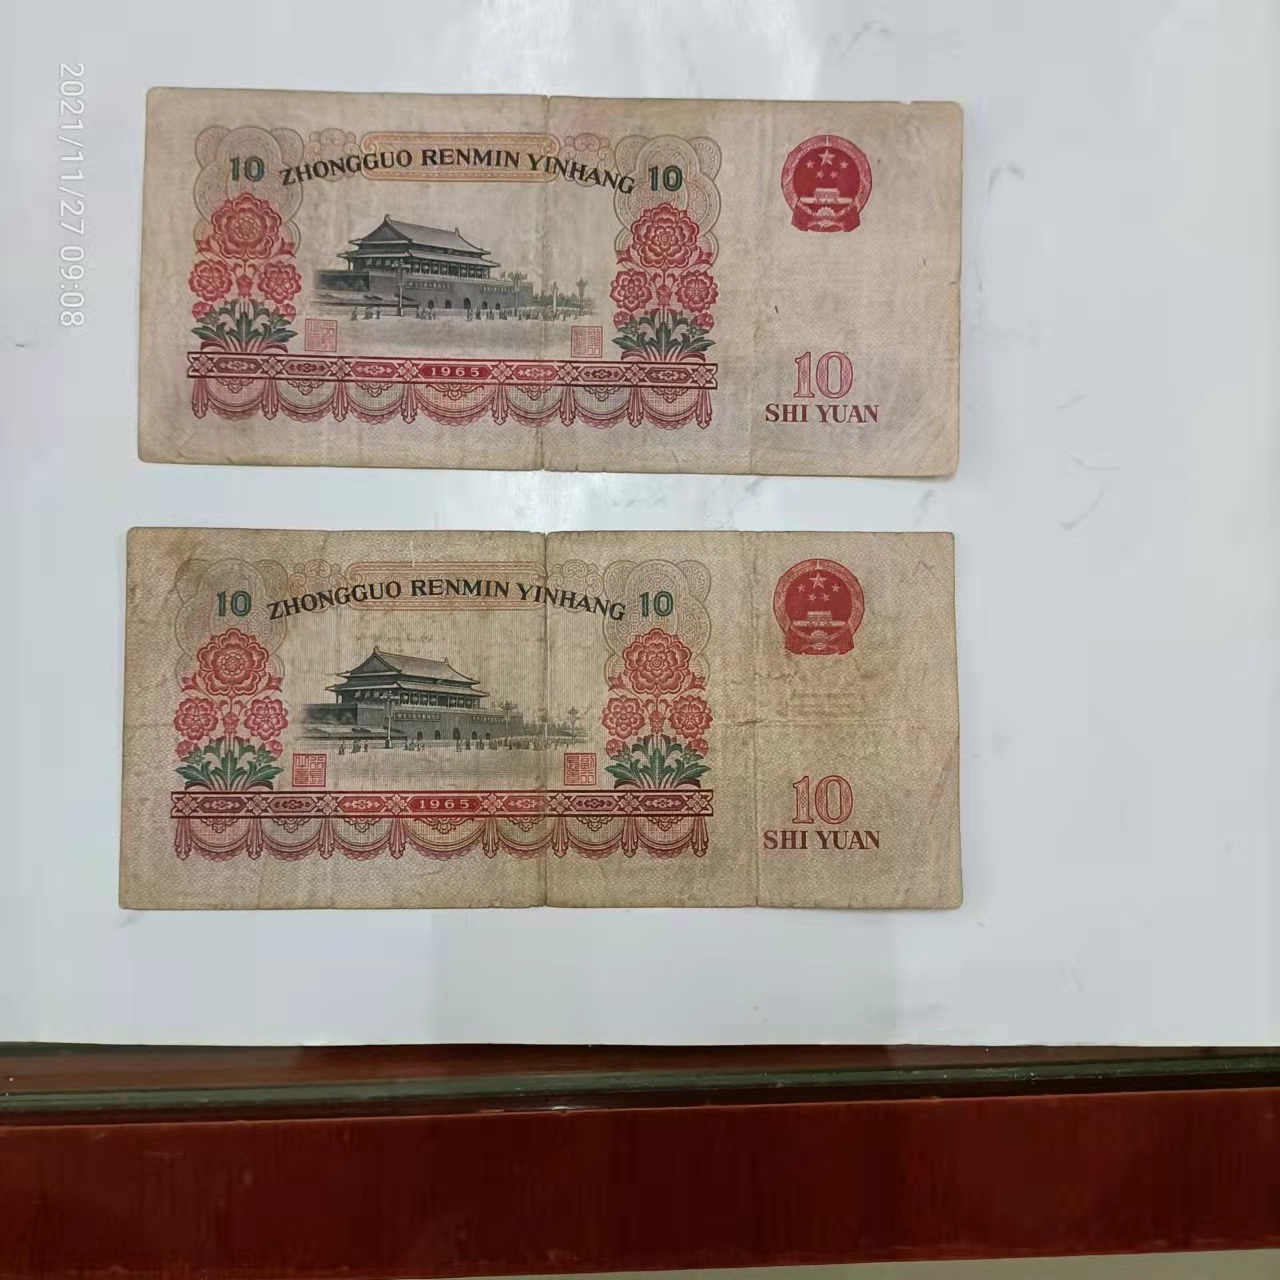 2021/11/27 09:08
10 ZHONGGUO RENMIN YINHANG 10
1965
10
SHI YUAN
10 ZHONGGUO RENMIN YINHANG 10
1965
10
SHI YUAN